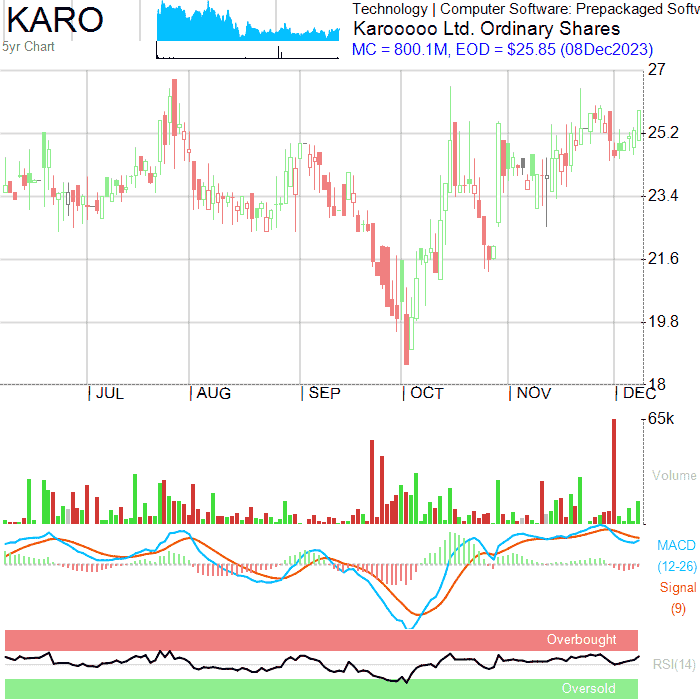 KARO
5yr Chart
Technology | Computer Software: Prepackaged Softw
Karooooo Ltd. Ordinary Shares
MC = 800.1M, EOD = $25.85 (08Dec2023)
27
25.2
23.4
21.6
19.8
18
JUL AUG SEP OCT NOV DEC
65k
Volume
MACD
(12-26)
Signal
(9)
Overbought
RSI(14)
Oversold